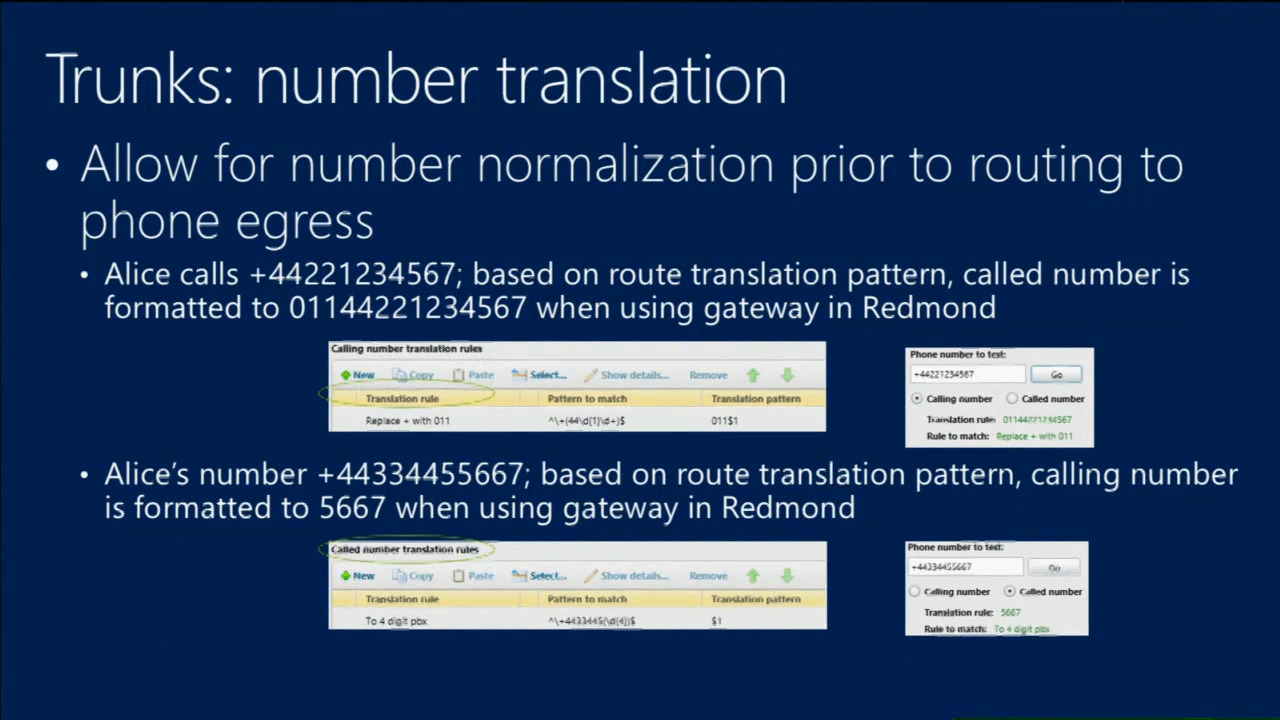 Trunks: number translation
• Allow for number normalization prior to routing to
phone egress
• Alice calls +44221234567; based on route translation pattern, called number is
formatted to 01144221234567 when using gateway in Redmond
Calling number translation rules
New Copy Paste Select... Show details... Remove
Translation rule Pattern to match Translation pattern
Replace + with 011 ^\+(44\d{1}\d+)$ 011$1
Phone number to test:
+44221234567 Go
Calling number Called number
Translation rule: 01144221234567
Rule to match: Replace + with 011
• Alice's number +44334455667; based on route translation pattern, calling number
is formatted to 5667 when using gateway in Redmond
Called number translation rules
New Copy Paste Select... Show details... Remove
Translation rule Pattern to match Translation pattern
To 4 digit pbx ^\+4433445(\d{4})$ $1
Phone number to test:
+44334455667 Go
Calling number Called number
Translation rule: 5667
Rule to match: To 4 digit pbx